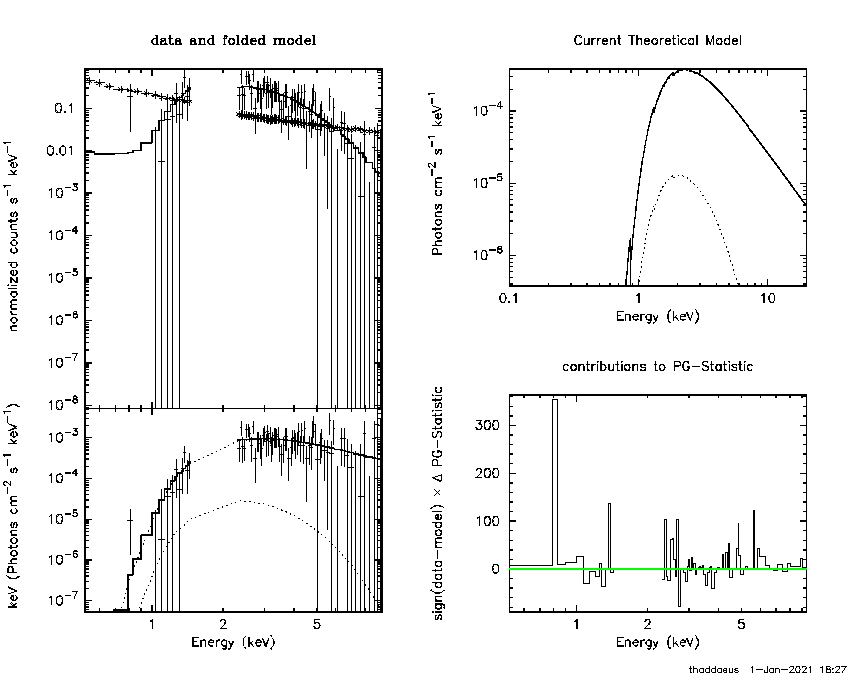 data and folded model
normalized counts s⁻¹ keV⁻¹
0.1
0.01
10⁻³
10⁻⁴
10⁻⁵
10⁻⁶
10⁻⁷
10⁻⁸
keV (Photons cm⁻² s⁻¹ keV⁻¹)
10⁻³
10⁻⁴
10⁻⁵
10⁻⁶
10⁻⁷
1 5
Energy (keV)
Current Theoretical Model
Photons cm⁻² s⁻¹ keV⁻¹
10⁻⁴
10⁻⁵
10⁻⁶
0.1 1 10
Energy (keV)
contributions to PG−Statistic
sign(data−model) × Δ PG−Statistic
300
200
100
0
1 5
Energy (keV)
thaddaeus 1−Jan−2021 18:27